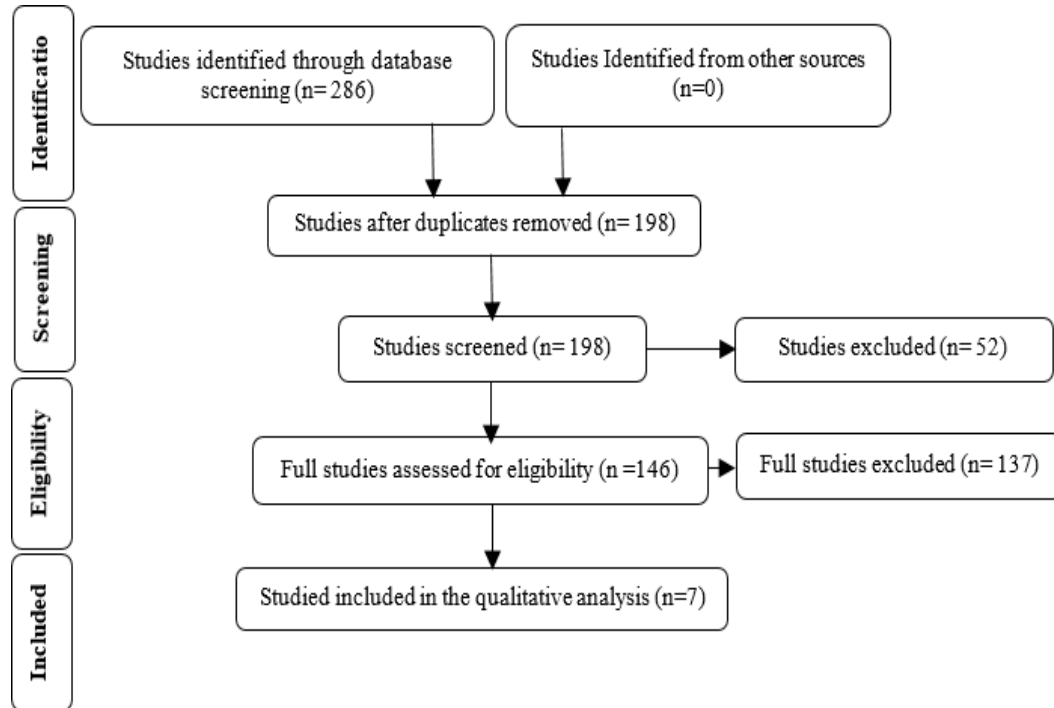 Identificatio
Studies identified through database
screening (n= 286)
Studies Identified from other sources
(n=0)
Studies after duplicates removed (n= 198)
Screening
Studies screened (n= 198)
Studies excluded (n= 52)
Eligibility
Full studies assessed for eligibility (n =146)
Full studies excluded (n= 137)
Included
Studied included in the qualitative analysis (n=7)